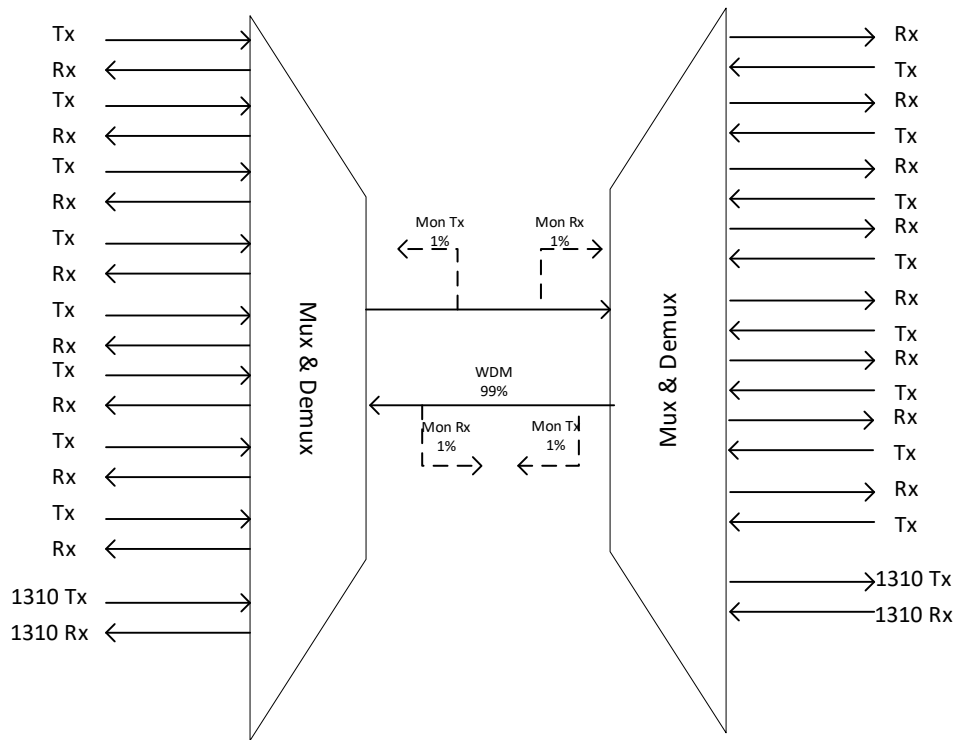 Tx
Rx
Tx
Rx
Tx
Rx
Tx
Rx
Tx
Rx
Tx
Rx
Tx
Rx
Tx
Rx
1310 Tx
1310 Rx
Mux & Demux
Mon Tx
1%
Mon Rx
1%
WDM
99%
Mon Rx
1%
Mon Tx
1%
Mux & Demux
Rx
Tx
Rx
Tx
Rx
Tx
Rx
Tx
Rx
Tx
Rx
Tx
Rx
Tx
Rx
Tx
1310 Tx
1310 Rx